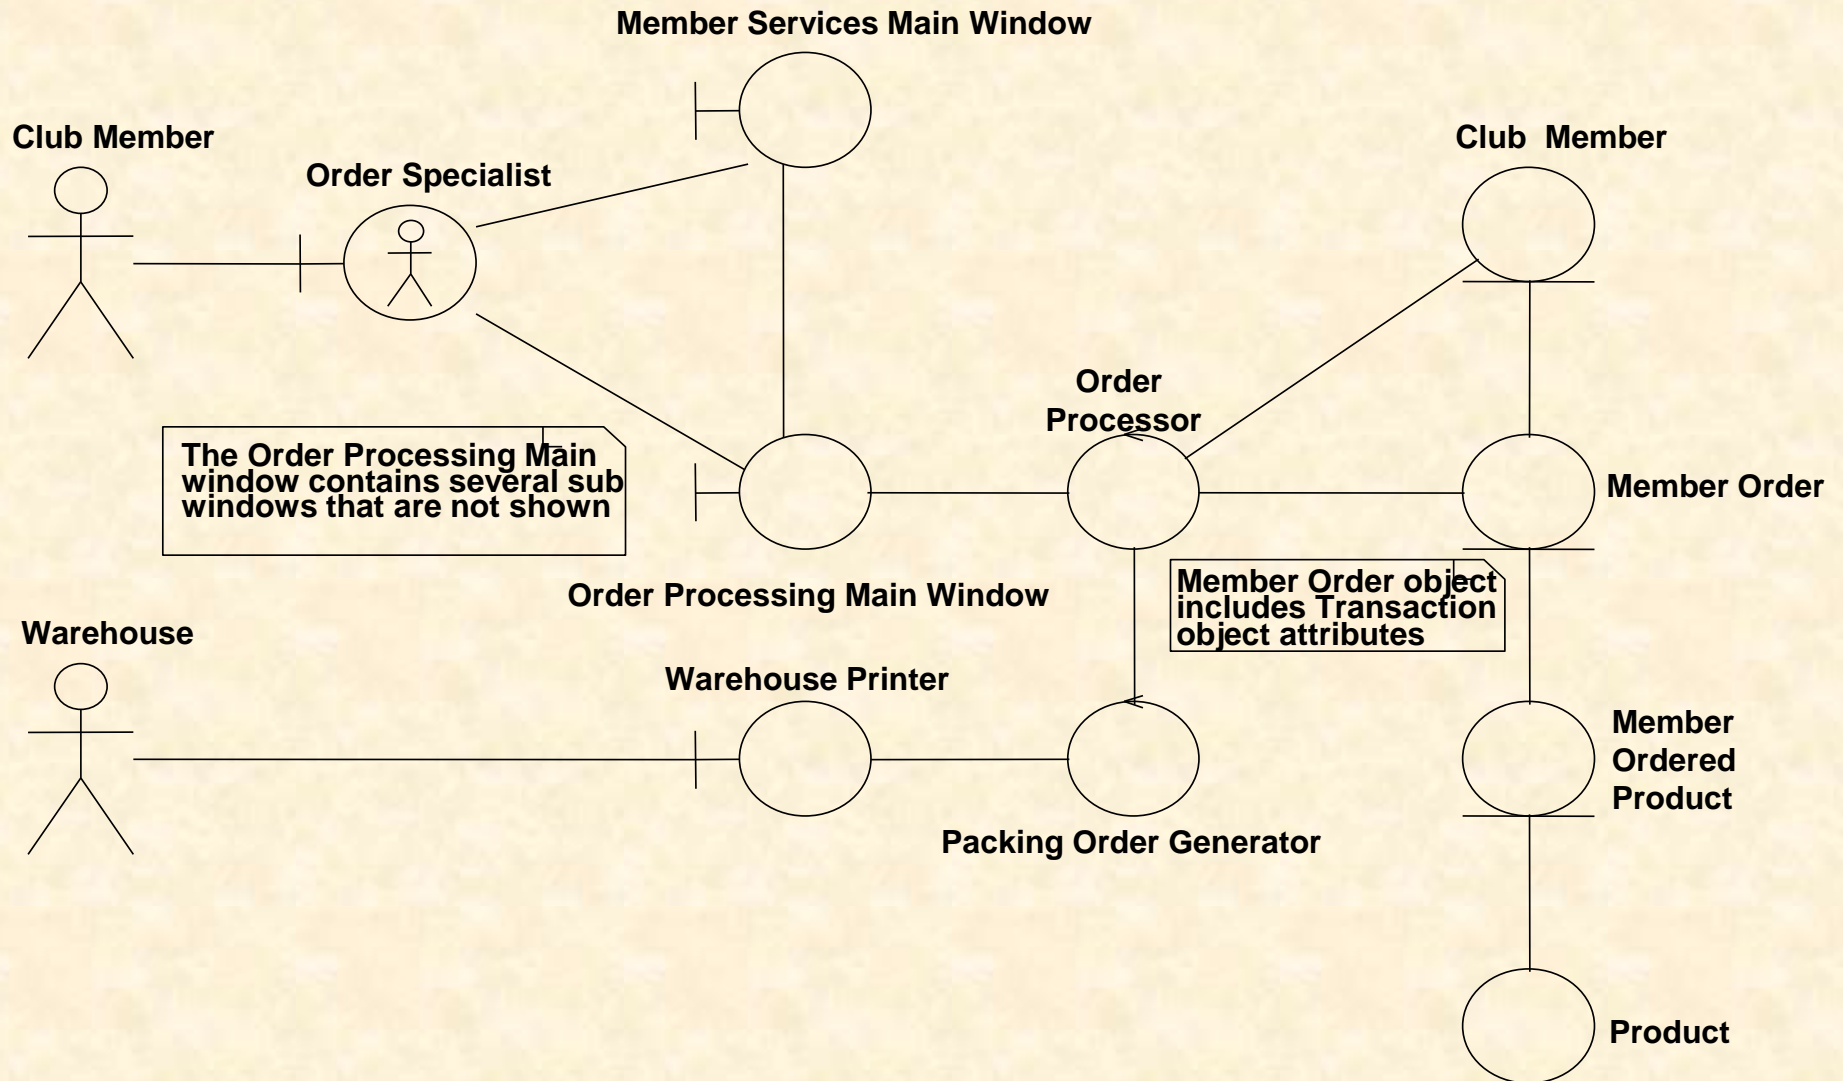 Member Services Main Window
Club Member
Club  Member
Order Specialist
Order
Processor
The Order Processing Main
window contains several sub
windows that are not shown
Member Order
Order Processing Main Window
Member Order object
includes Transaction
object attributes
Warehouse
Warehouse Printer
Member
Ordered
Product
Packing Order Generator
Product